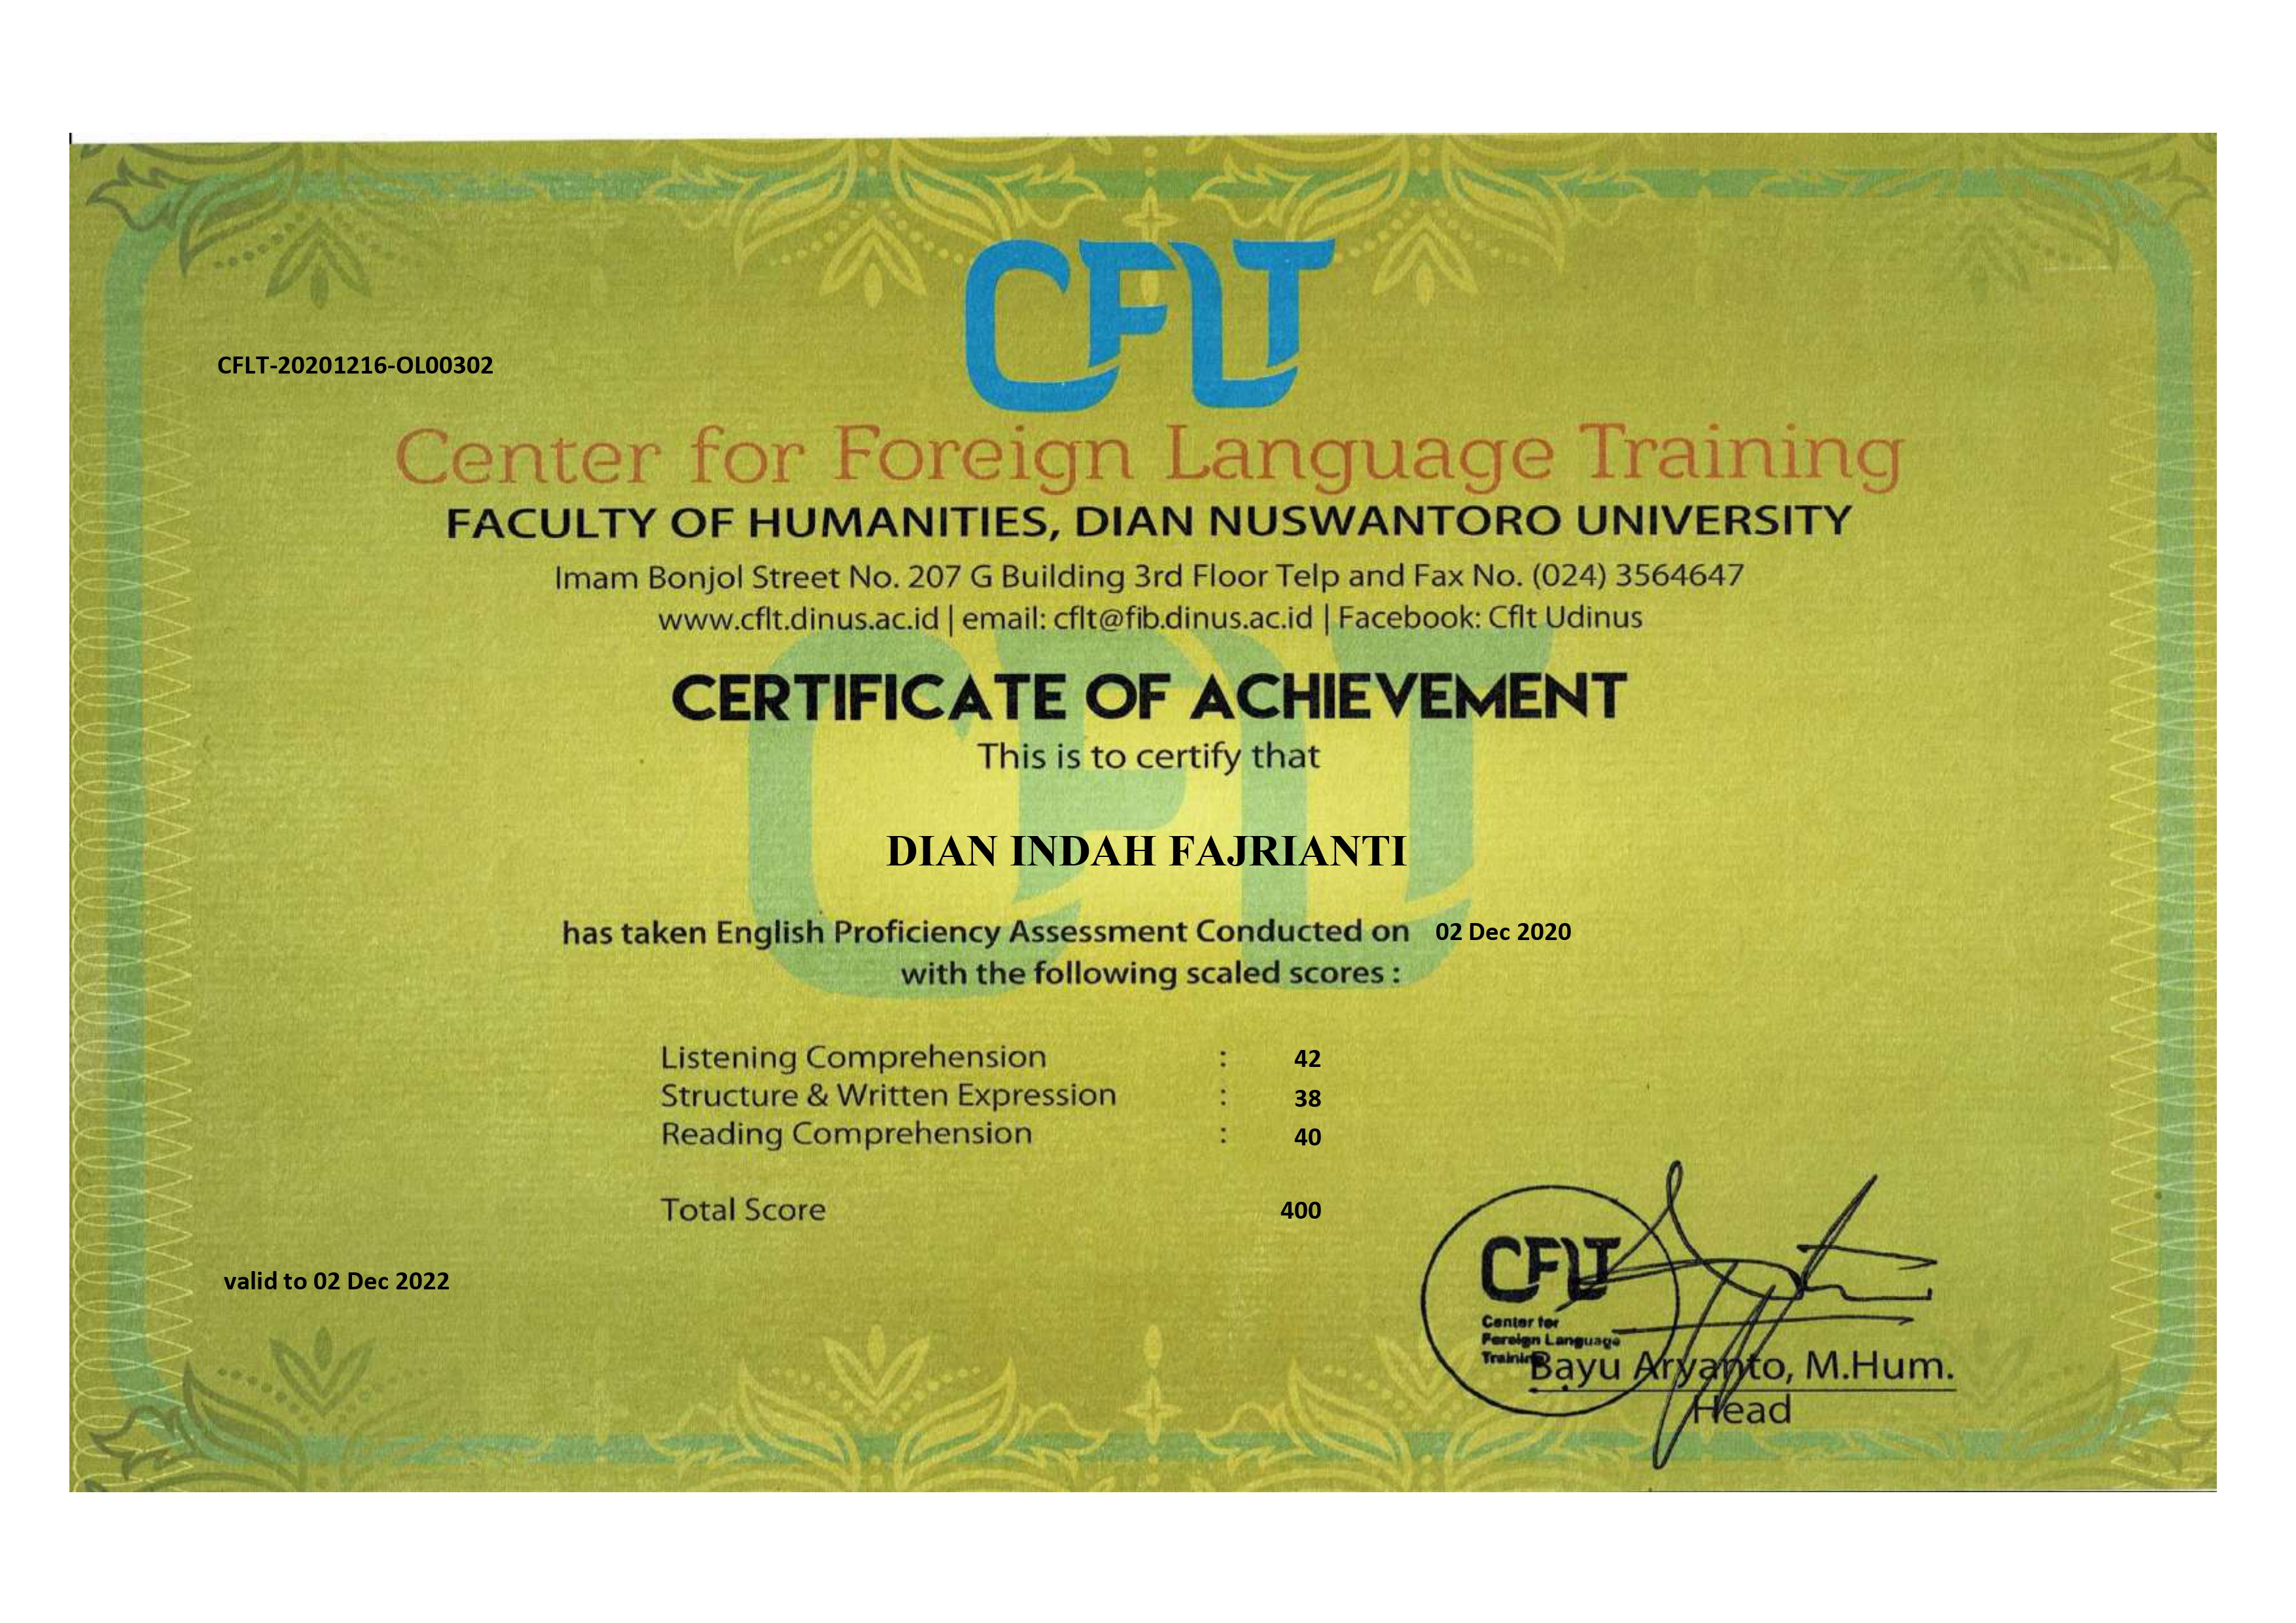 CFLT
CFLT-20201216-OL00302
Center for Foreign Language Training
FACULTY OF HUMANITIES, DIAN NUSWANTORO UNIVERSITY
Imam Bonjol Street No. 207 G Building 3rd Floor Telp and Fax No. (024) 3564647
www.cflt.dinus.ac.id | email: cflt@fib.dinus.ac.id | Facebook: Cflt Udinus
CERTIFICATE OF ACHIEVEMENT
This is to certify that
DIAN INDAH FAJRIANTI
has taken English Proficiency Assessment Conducted on 02 Dec 2020
with the following scaled scores :
Listening Comprehension : 42
Structure & Written Expression : 38
Reading Comprehension : 40
Total Score 400
valid to 02 Dec 2022
CFLT
Center for
Foreign Language
Training
Bayu Aryanto, M.Hum.
Head